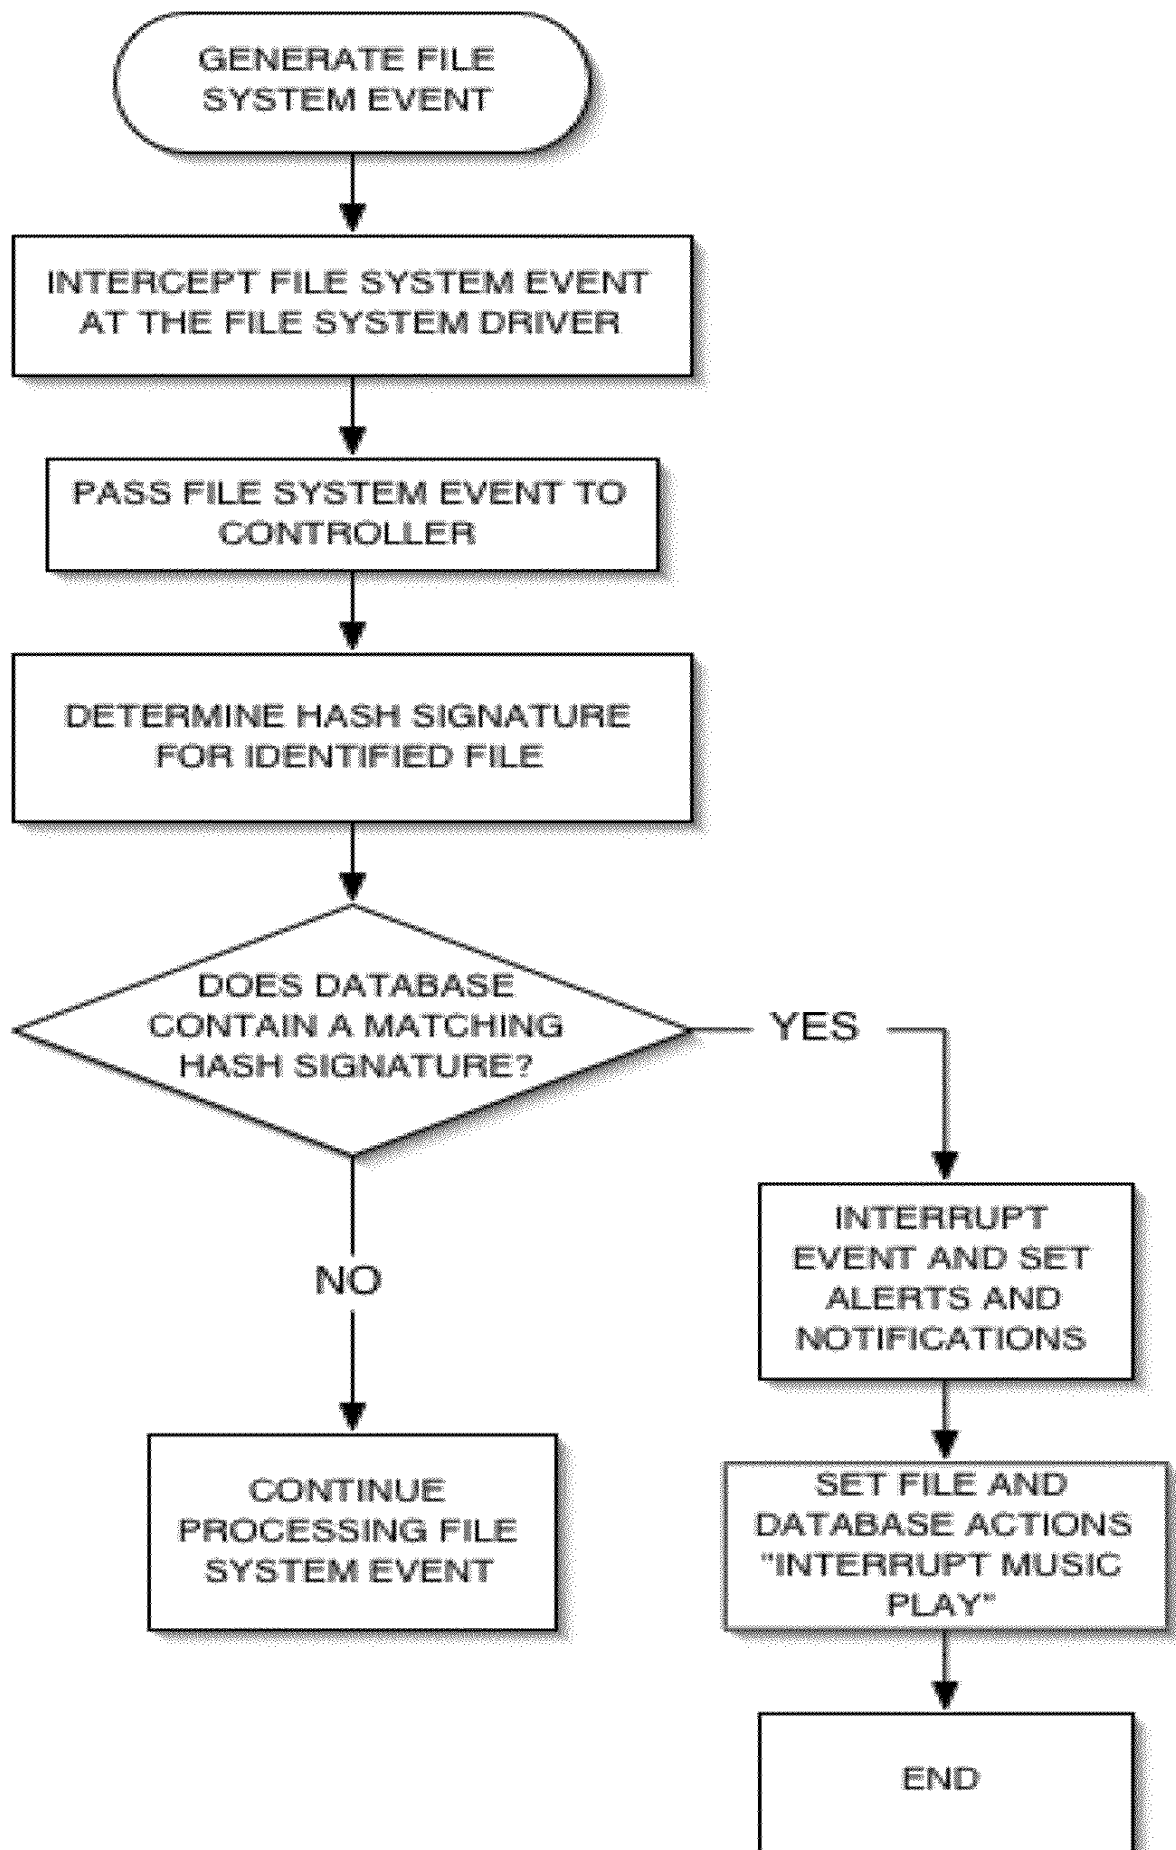 GENERATE FILE
SYSTEM EVENT
INTERCEPT FILE SYSTEM EVENT
AT THE FILE SYSTEM DRIVER
PASS FILE SYSTEM EVENT TO
CONTROLLER
DETERMINE HASH SIGNATURE
FOR IDENTIFIED FILE
DOES DATABASE
CONTAIN A MATCHING
HASH SIGNATURE?
YES
NO
INTERRUPT
EVENT AND SET
ALERTS AND
NOTIFICATIONS
CONTINUE
PROCESSING FILE
SYSTEM EVENT
SET FILE AND
DATABASE ACTIONS
"INTERRUPT MUSIC
PLAY"
END